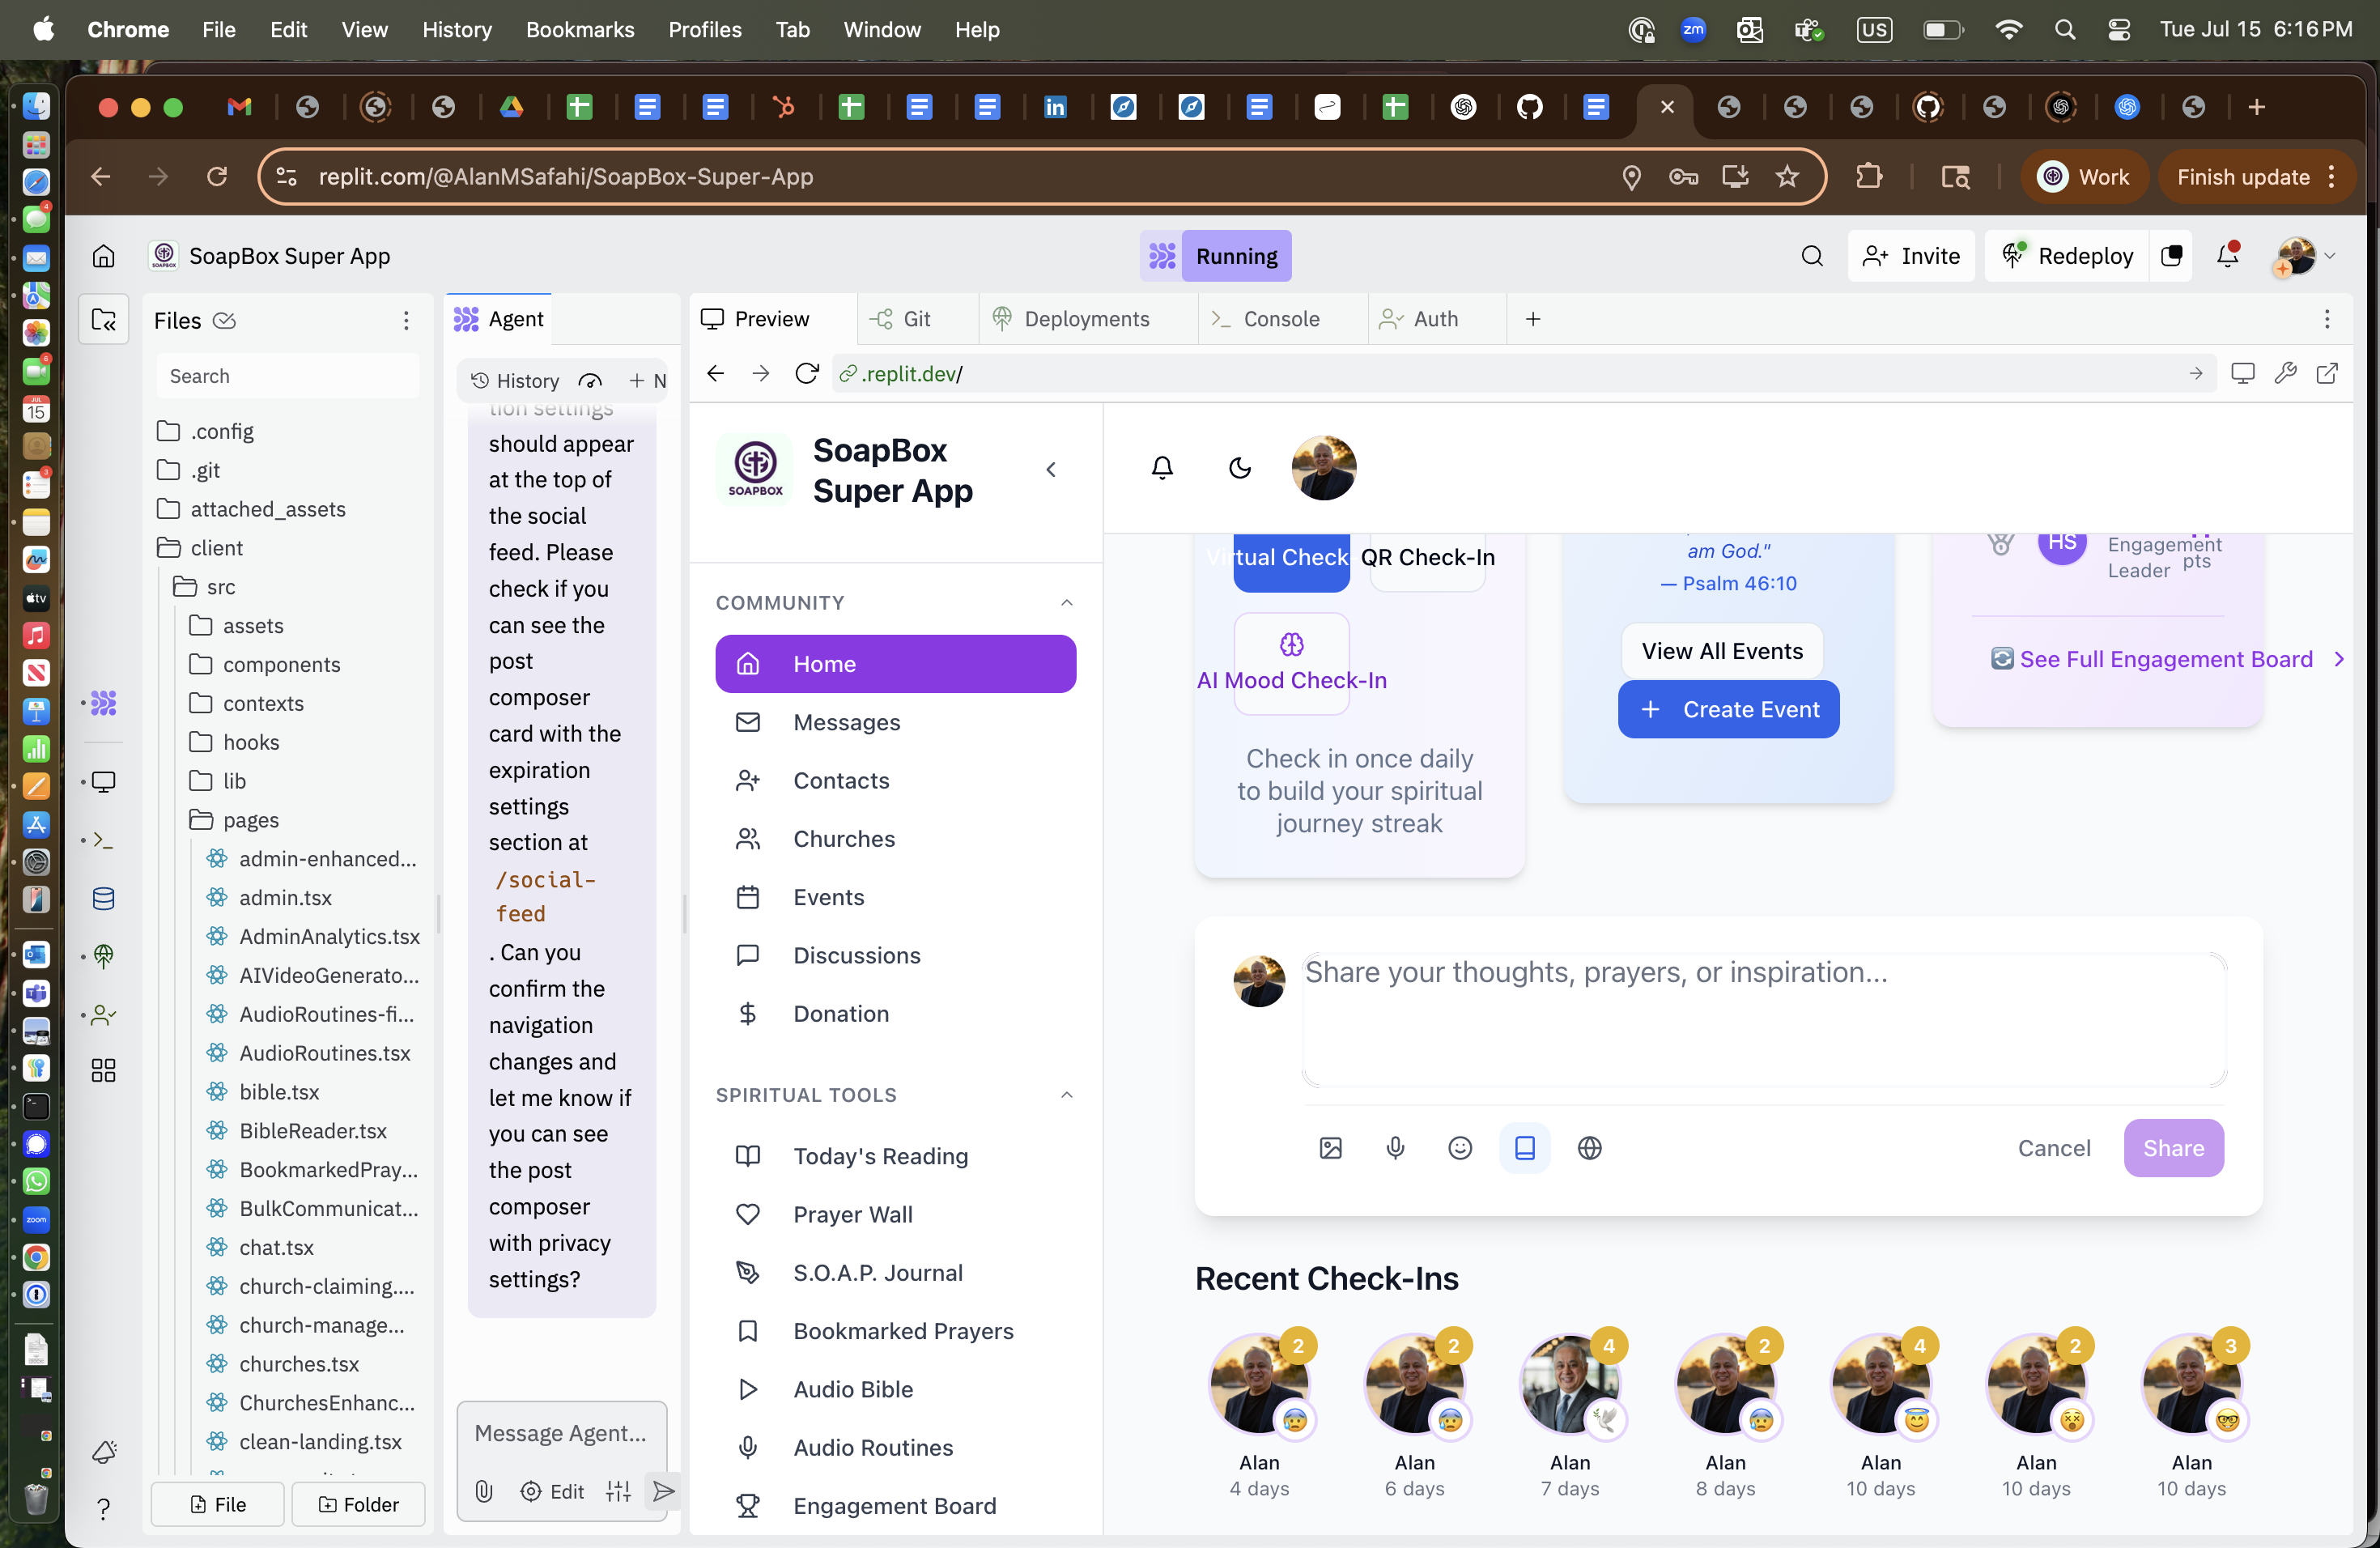 Chrome File Edit View History Bookmarks Profiles Tab Window Help
zm
US
Tue Jul 15 6:16 PM
replit.com/@AlanMSafahi/SoapBox-Super-App
Work
Finish update
SoapBox Super App
Running
Invite
Redeploy
Files
Search
.config
.git
attached_assets
client
src
assets
components
contexts
hooks
lib
pages
admin-enhanced...
admin.tsx
AdminAnalytics.tsx
AIVideoGenerato...
AudioRoutines-fi...
AudioRoutines.tsx
bible.tsx
BibleReader.tsx
BookmarkedPray...
BulkCommunicat...
chat.tsx
church-claiming....
church-manage...
churches.tsx
ChurchesEnhanc...
clean-landing.tsx
File
Folder
Agent
History
N
tion settings
should appear
at the top of
the social
feed. Please
check if you
can see the
post
composer
card with the
expiration
settings
section at
/social-
feed
. Can you
confirm the
navigation
changes and
let me know if
you can see
the post
composer
with privacy
settings?
Message Agent...
Edit
Preview
Git
Deployments
Console
Auth
.replit.dev/
SOAPBOX
SoapBox
Super App
COMMUNITY
Home
Messages
Contacts
Churches
Events
Discussions
Donation
SPIRITUAL TOOLS
Today's Reading
Prayer Wall
S.O.A.P. Journal
Bookmarked Prayers
Audio Bible
Audio Routines
Engagement Board
Virtual Check
QR Check-In
AI Mood Check-In
Check in once daily
to build your spiritual
journey streak
am God."
— Psalm 46:10
View All Events
Create Event
HS
Engagement
Leader
pts
See Full Engagement Board
Share your thoughts, prayers, or inspiration...
Cancel
Share
Recent Check-Ins
2
2
4
2
4
2
3
Alan
Alan
Alan
Alan
Alan
Alan
Alan
4 days
6 days
7 days
8 days
10 days
10 days
10 days